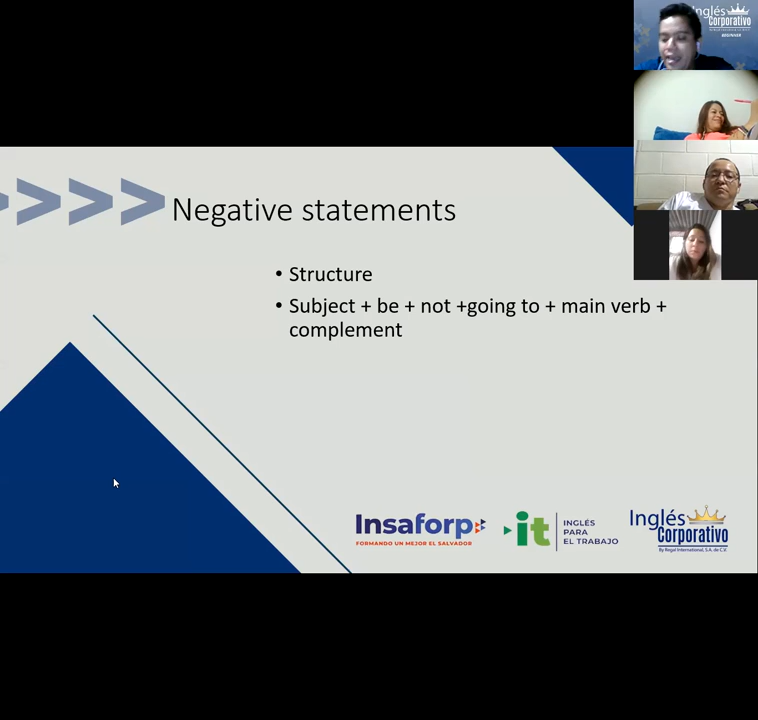 Inglés
Corporativo
BEGINNER
>>>> Negative statements
• Structure
• Subject + be + not +going to + main verb +
complement
Insaforp
FORMANDO UN MEJOR EL SALVADOR
it
INGLÉS
PARA
EL TRABAJO
Inglés
Corporativo
By Regal International, S.A. de C.V.